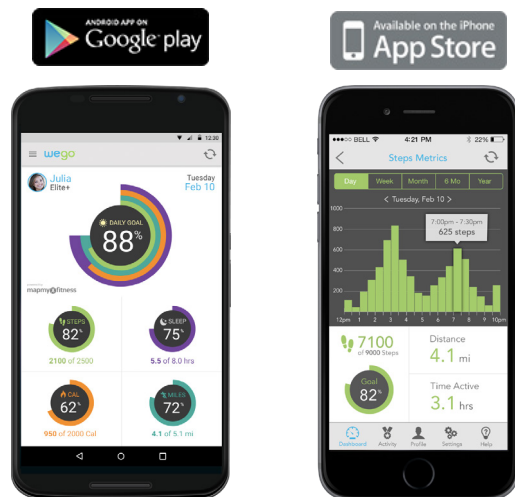 ANDROID APP ON
Google play
Available on the iPhone
App Store
12:30
wego
Julia
Elite+
Tuesday
Feb 10
DAILY GOAL
88%
mapmyfitness
STEPS
82%
2100 of 2500
SLEEP
75%
5.5 of 8.0 hrs
CAL
62%
950 of 2000 Cal
MILES
72%
4.1 of 5.1 mi
BELL
4:21 PM
22%
Steps Metrics
Day Week Month 6 Mo Year
< Tuesday, Feb 10 >
1000
800
600
400
200
7:00pm - 7:30pm
625 steps
12pm 1 2 3 4 5 6 7 8 9 10pm
7100
of 9000 Steps
Goal
82%
Distance
4.1 mi
Time Active
3.1 hrs
Dashboard Activity Profile Settings Help